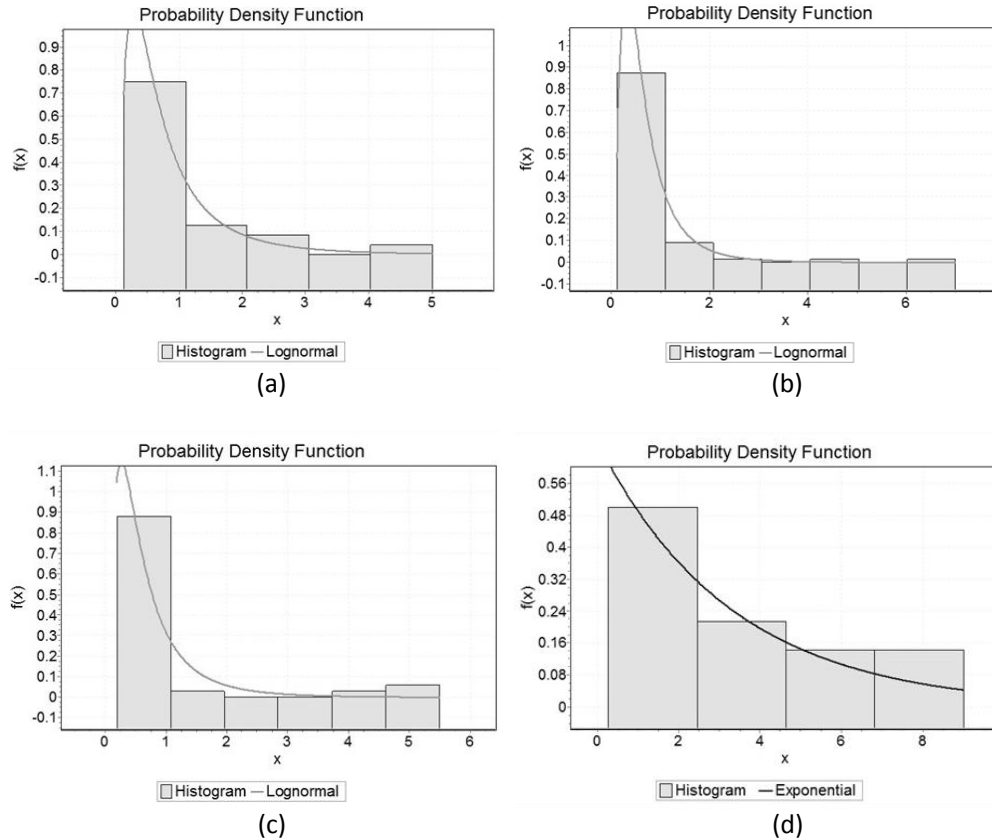 Probability Density Function
f(x)
0.9
0.8
0.7
0.6
0.5
0.4
0.3
0.2
0.1
0
-0.1
0 1 2 3 4 5
x
Histogram Lognormal
(a)
Probability Density Function
f(x)
1
0.9
0.8
0.7
0.6
0.5
0.4
0.3
0.2
0.1
0
-0.1
0 2 4 6
x
Histogram Lognormal
(b)
Probability Density Function
f(x)
1.1
1
0.9
0.8
0.7
0.6
0.5
0.4
0.3
0.2
0.1
0
-0.1
0 1 2 3 4 5 6
x
Histogram Lognormal
(c)
Probability Density Function
f(x)
0.56
0.48
0.4
0.32
0.24
0.16
0.08
0
0 2 4 6 8
x
Histogram Exponential
(d)